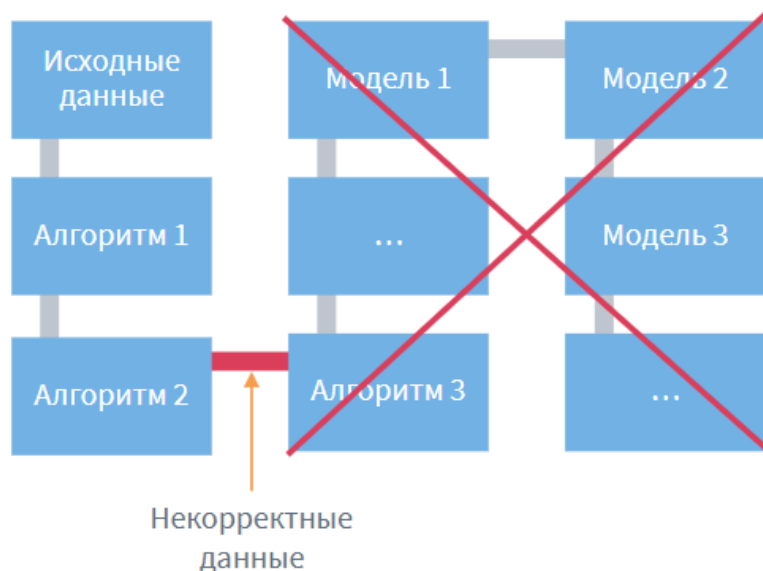 Исходные
данные
Алгоритм 1
Алгоритм 2
Модель 1
...
Алгоритм 3
Модель 2
Модель 3
...
Некорректные
данные